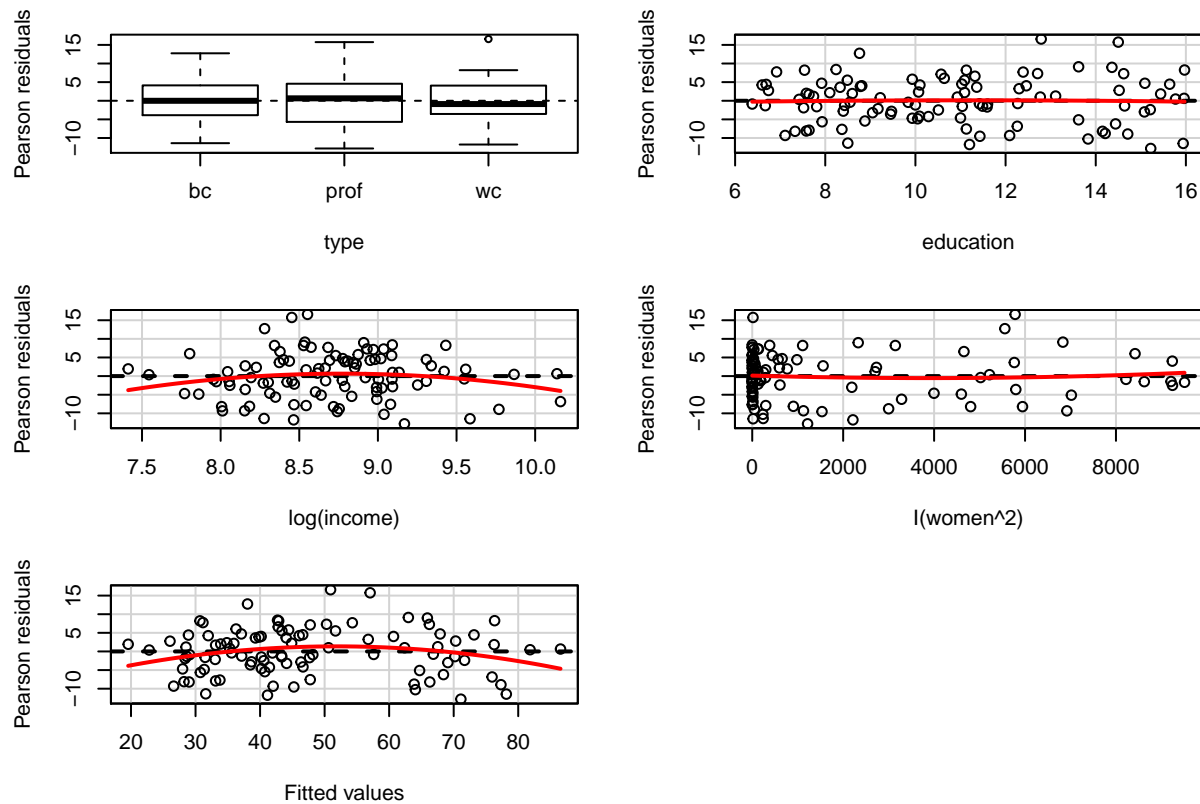 Pearson residuals
15
5
−10
bc prof wc
type
Pearson residuals
15
5
−10
6 8 10 12 14 16
education
Pearson residuals
15
5
−10
7.5 8.0 8.5 9.0 9.5 10.0
log(income)
Pearson residuals
15
5
−10
0 2000 4000 6000 8000
I(women^2)
Pearson residuals
15
5
−10
20 30 40 50 60 70 80
Fitted values